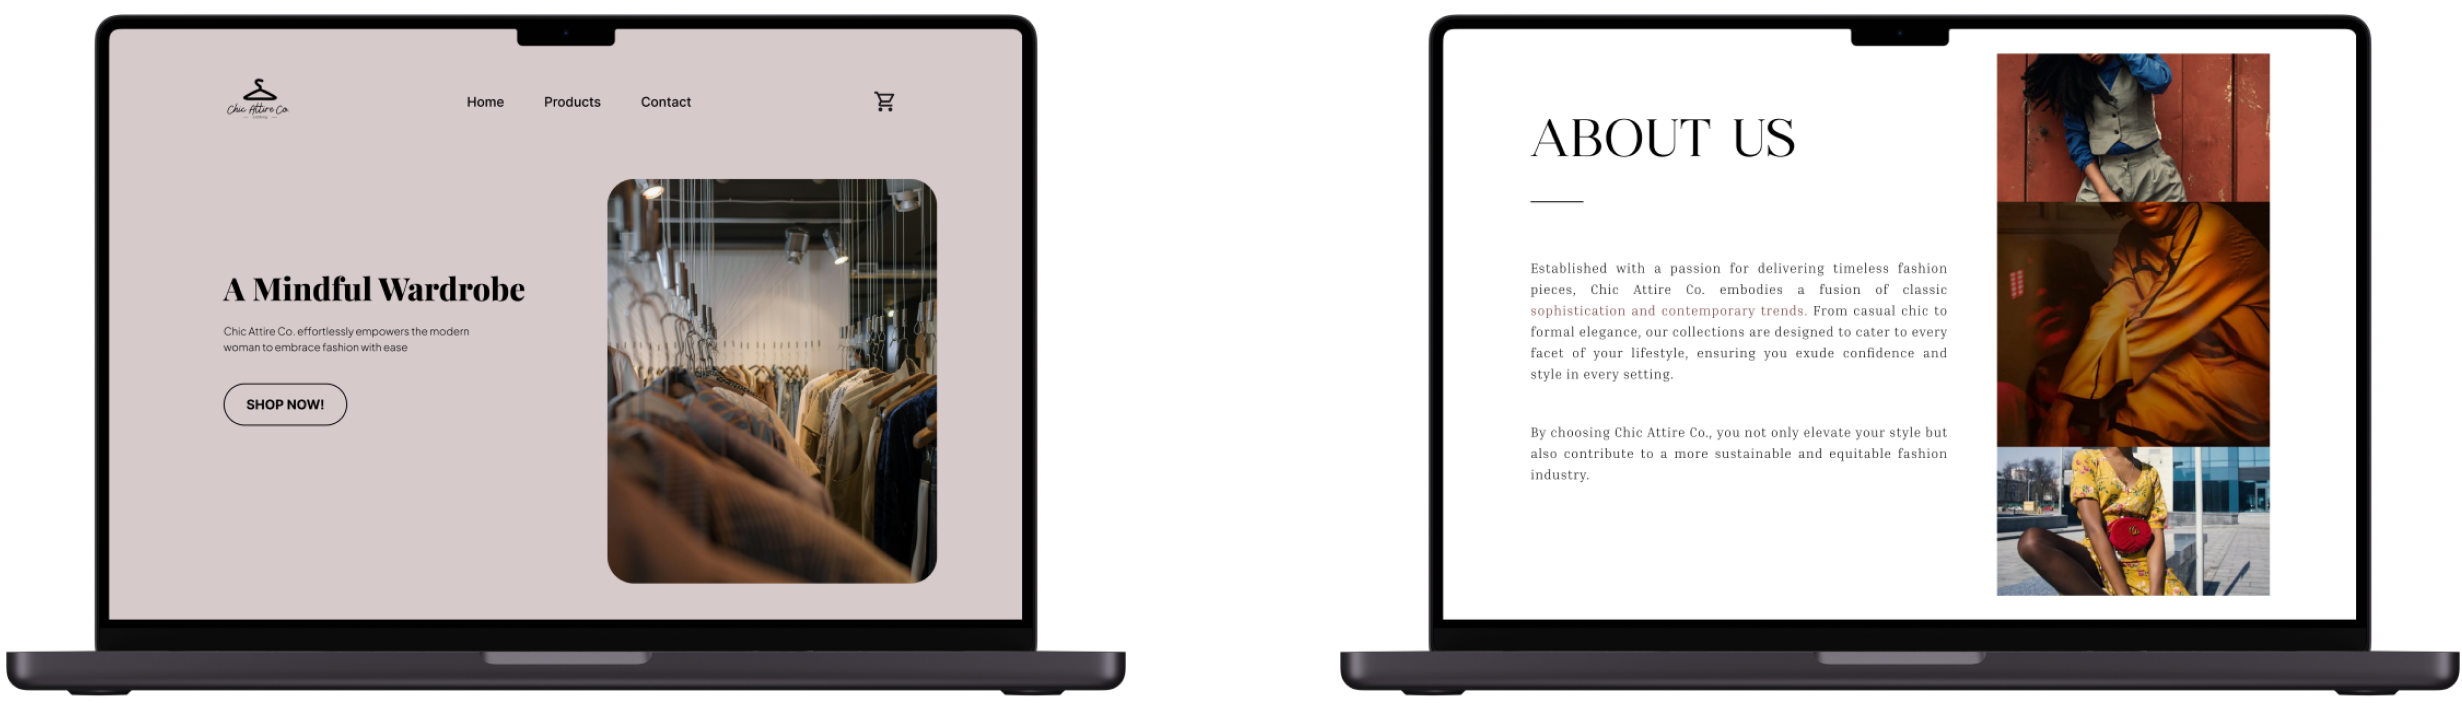 Chic Attire Co.
clothing
Home Products Contact
A Mindful Wardrobe
Chic Attire Co. effortlessly empowers the modern
woman to embrace fashion with ease
SHOP NOW!
ABOUT US
Established with a passion for delivering timeless fashion
pieces, Chic Attire Co. embodies a fusion of classic
sophistication and contemporary trends. From casual chic to
formal elegance, our collections are designed to cater to every
facet of your lifestyle, ensuring you exude confidence and
style in every setting.
By choosing Chic Attire Co., you not only elevate your style but
also contribute to a more sustainable and equitable fashion
industry.